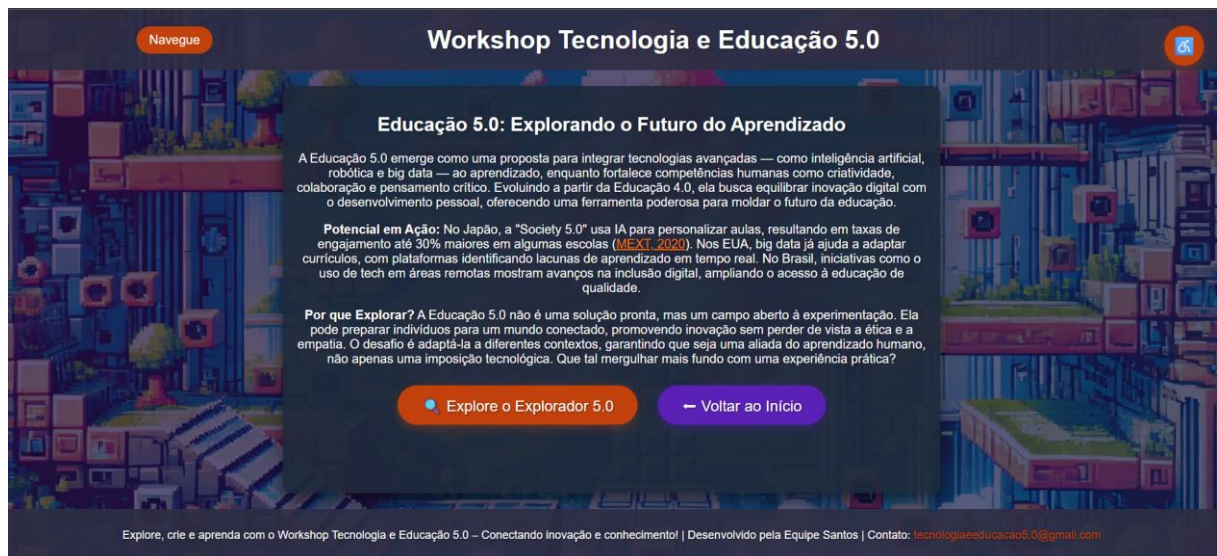 Navegue
Workshop Tecnologia e Educação 5.0
Educação 5.0: Explorando o Futuro do Aprendizado
A Educação 5.0 emerge como uma proposta para integrar tecnologias avançadas — como inteligência artificial,
robótica e big data — ao aprendizado, enquanto fortalece competências humanas como criatividade,
colaboração e pensamento crítico. Evoluindo a partir da Educação 4.0, ela busca equilibrar inovação digital com
o desenvolvimento pessoal, oferecendo uma ferramenta poderosa para moldar o futuro da educação.
Potencial em Ação: No Japão, a "Society 5.0" usa IA para personalizar aulas, resultando em taxas de
engajamento até 30% maiores em algumas escolas (MEXT, 2020). Nos EUA, big data já ajuda a adaptar
currículos, com plataformas identificando lacunas de aprendizado em tempo real. No Brasil, iniciativas como o
uso de tech em áreas remotas mostram avanços na inclusão digital, ampliando o acesso à educação de
qualidade.
Por que Explorar? A Educação 5.0 não é uma solução pronta, mas um campo aberto à experimentação. Ela
pode preparar indivíduos para um mundo conectado, promovendo inovação sem perder de vista a ética e a
empatia. O desafio é adaptá-la a diferentes contextos, garantindo que seja uma aliada do aprendizado humano,
não apenas uma imposição tecnológica. Que tal mergulhar mais fundo com uma experiência prática?
Explore o Explorador 5.0
← Voltar ao Início
Explore, crie e aprenda com o Workshop Tecnologia e Educação 5.0 – Conectando inovação e conhecimento! | Desenvolvido pela Equipe Santos | Contato: tecnologiaeeducacao5.0@gmail.com